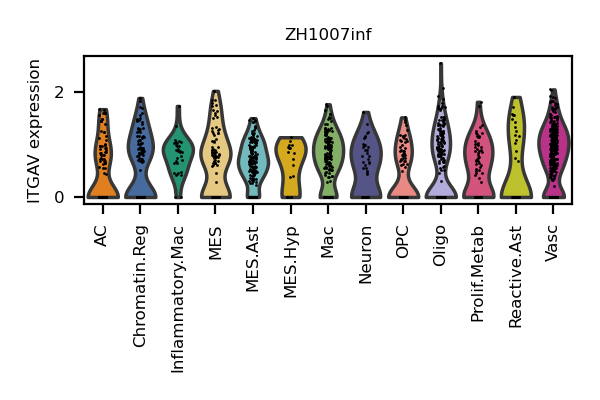 ZH1007inf
ITGAV expression
2
0
AC
Chromatin.Reg
Inflammatory.Mac
MES
MES.Ast
MES.Hyp
Mac
Neuron
OPC
Oligo
Prolif.Metab
Reactive.Ast
Vasc